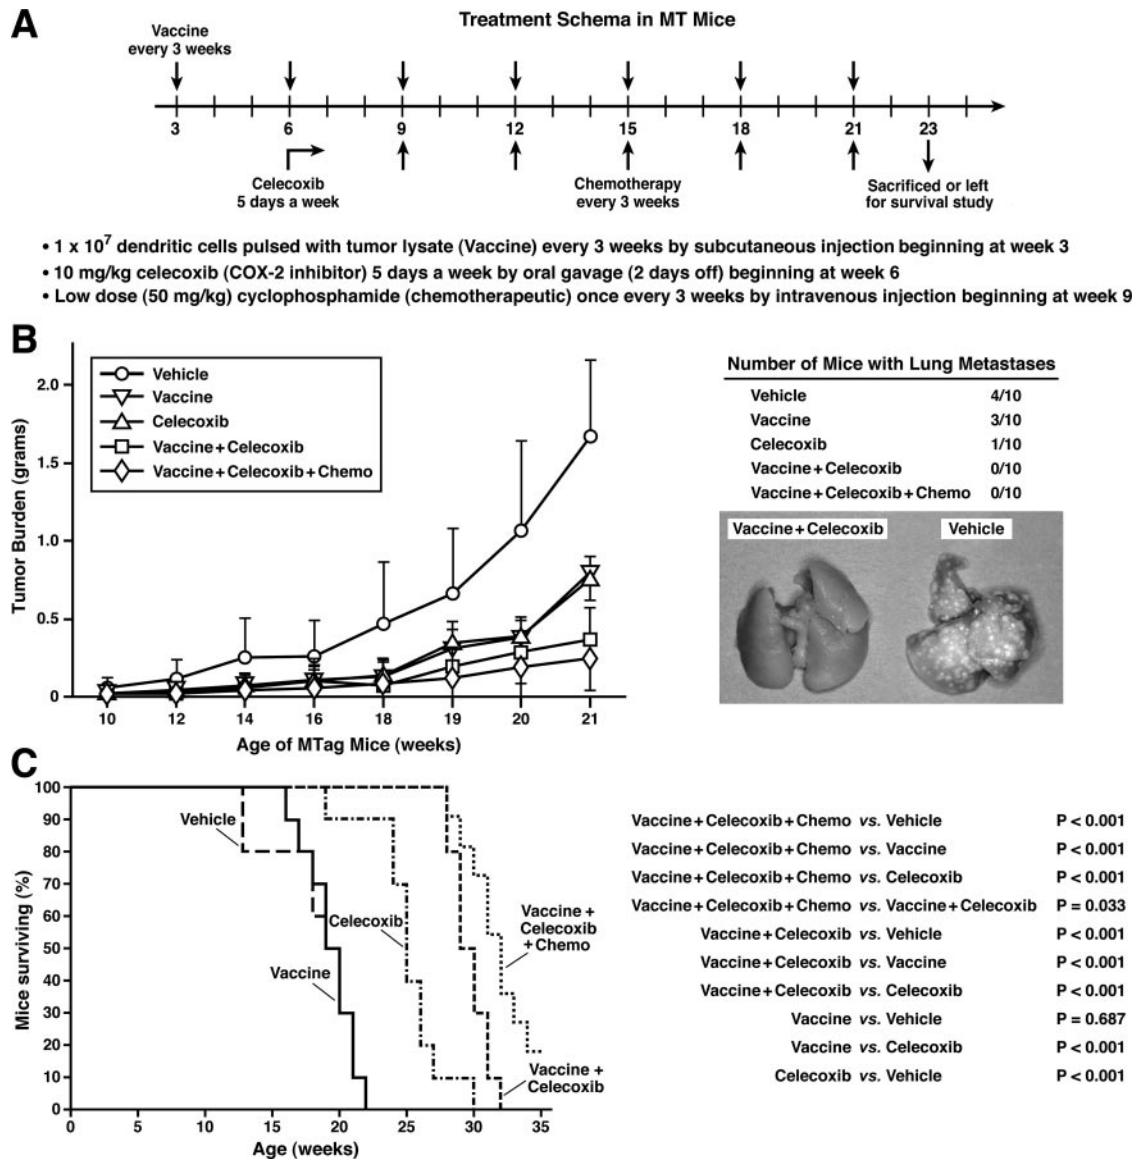 A
Treatment Schema in MT Mice
Vaccine
every 3 weeks
3 6 9 12 15 18 21 23
Celecoxib
5 days a week
Chemotherapy
every 3 weeks
Sacrificed or left
for survival study
• 1 x 10⁷ dendritic cells pulsed with tumor lysate (Vaccine) every 3 weeks by subcutaneous injection beginning at week 3
• 10 mg/kg celecoxib (COX-2 inhibitor) 5 days a week by oral gavage (2 days off) beginning at week 6
• Low dose (50 mg/kg) cyclophosphamide (chemotherapeutic) once every 3 weeks by intravenous injection beginning at week 9
B
Tumor Burden (grams)
2.0
1.5
1.0
0.5
0
Vehicle
Vaccine
Celecoxib
Vaccine+Celecoxib
Vaccine+Celecoxib+Chemo
10 12 14 16 18 19 20 21
Age of MTag Mice (weeks)
Number of Mice with Lung Metastases
Vehicle 4/10
Vaccine 3/10
Celecoxib 1/10
Vaccine+Celecoxib 0/10
Vaccine+Celecoxib+Chemo 0/10
Vaccine+Celecoxib Vehicle
C
Mice surviving (%)
100
90
80
70
60
50
40
30
20
10
0
Vehicle
Celecoxib
Vaccine
Vaccine +
Celecoxib
+ Chemo
Vaccine +
Celecoxib
0 5 10 15 20 25 30 35
Age (weeks)
Vaccine+Celecoxib+Chemo vs. Vehicle P < 0.001
Vaccine+Celecoxib+Chemo vs. Vaccine P < 0.001
Vaccine+Celecoxib+Chemo vs. Celecoxib P < 0.001
Vaccine+Celecoxib+Chemo vs. Vaccine+Celecoxib P = 0.033
Vaccine+Celecoxib vs. Vehicle P < 0.001
Vaccine+Celecoxib vs. Vaccine P < 0.001
Vaccine+Celecoxib vs. Celecoxib P < 0.001
Vaccine vs. Vehicle P = 0.687
Vaccine vs. Celecoxib P < 0.001
Celecoxib vs. Vehicle P < 0.001